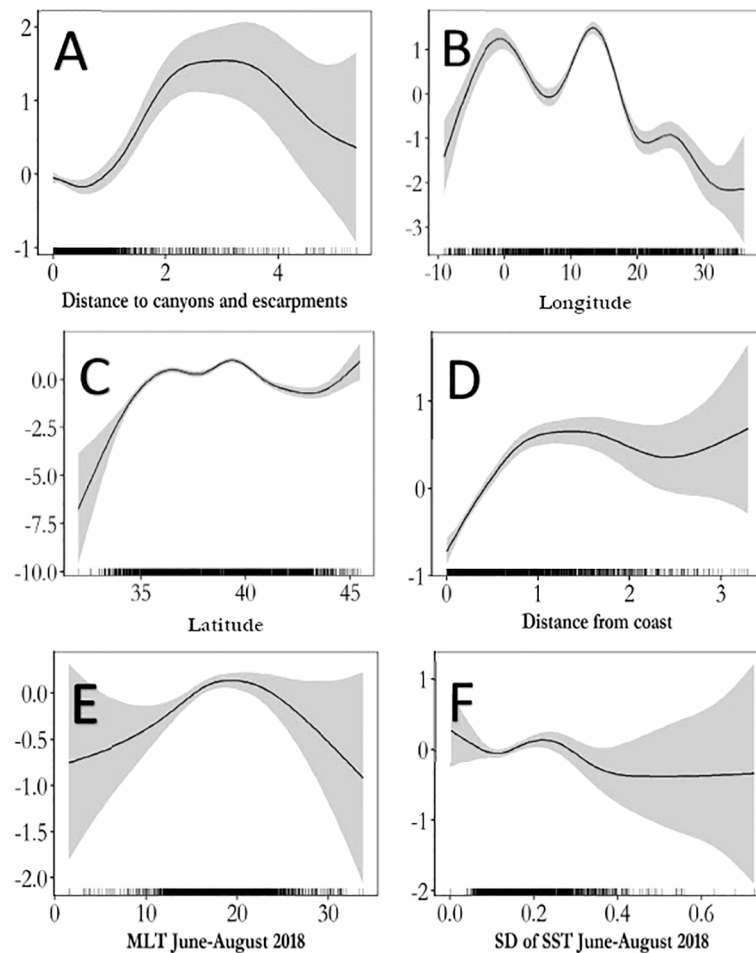 A
2
1
0
-1
0 2 4
Distance to canyons and escarpments
B
1
0
-1
-2
-3
-10 0 10 20 30
Longitude
C
0.0
-2.5
-5.0
-7.5
-10.0
35 40 45
Latitude
D
1
0
-1
0 1 2 3
Distance from coast
E
0.0
-0.5
-1.0
-1.5
-2.0
0 10 20 30
MLT June-August 2018
F
1
0
-1
-2
0.0 0.2 0.4 0.6
SD of SST June-August 2018